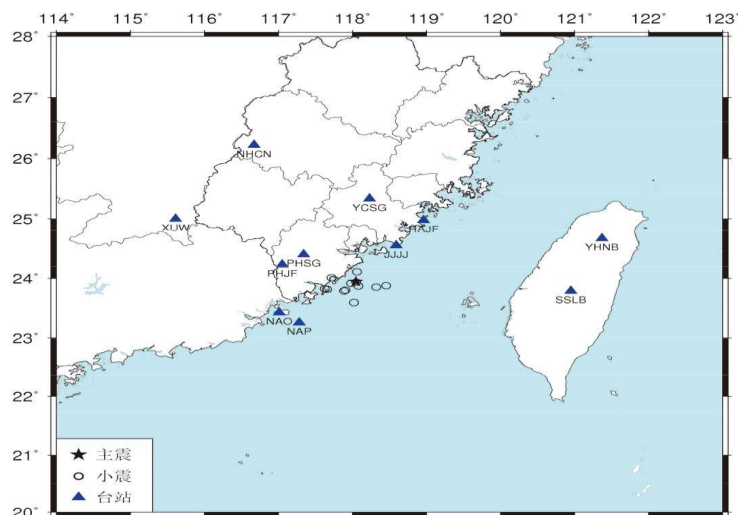 114° 115° 116° 117° 118° 119° 120° 121° 122° 123°
28°
27°
26°
25°
24°
23°
22°
21°
20°
NHCN
XUW
YCSG
HAJF
JJJJ
PHSG
PHJF
YHNB
SSLB
NAO
NAP
主震
小震
台站